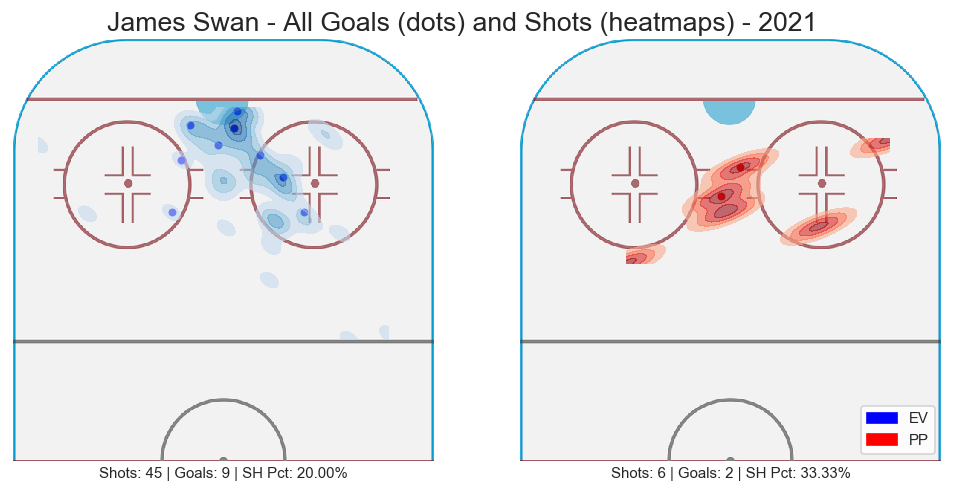 James Swan - All Goals (dots) and Shots (heatmaps) - 2021
EV
PP
Shots: 45 | Goals: 9 | SH Pct: 20.00%
Shots: 6 | Goals: 2 | SH Pct: 33.33%